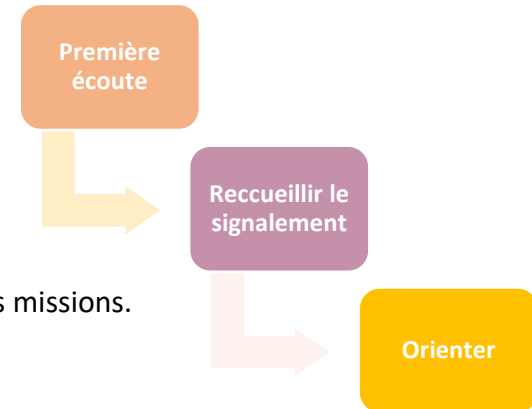 Première
écoute
Reccueillir le
signalement
s missions.
Orienter